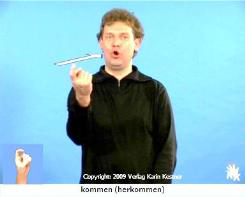 Copyright: 2009 Verlag Karin Kestner
kommen (herkommen)